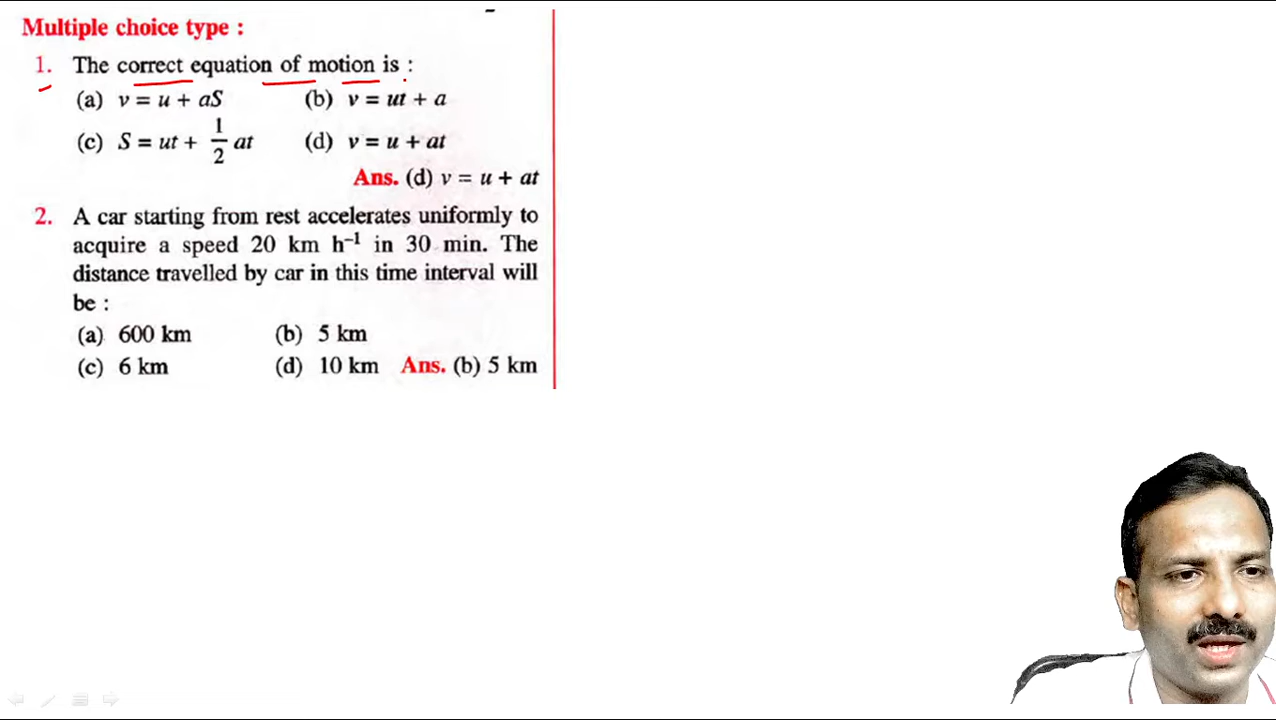 Multiple choice type :
1. The correct equation of motion is :
(a) v = u + aS (b) v = ut + a
(c) S = ut + 1/2 at (d) v = u + at
Ans. (d) v = u + at
2. A car starting from rest accelerates uniformly to
acquire a speed 20 km h⁻¹ in 30 min. The
distance travelled by car in this time interval will
be :
(a) 600 km (b) 5 km
(c) 6 km (d) 10 km Ans. (b) 5 km